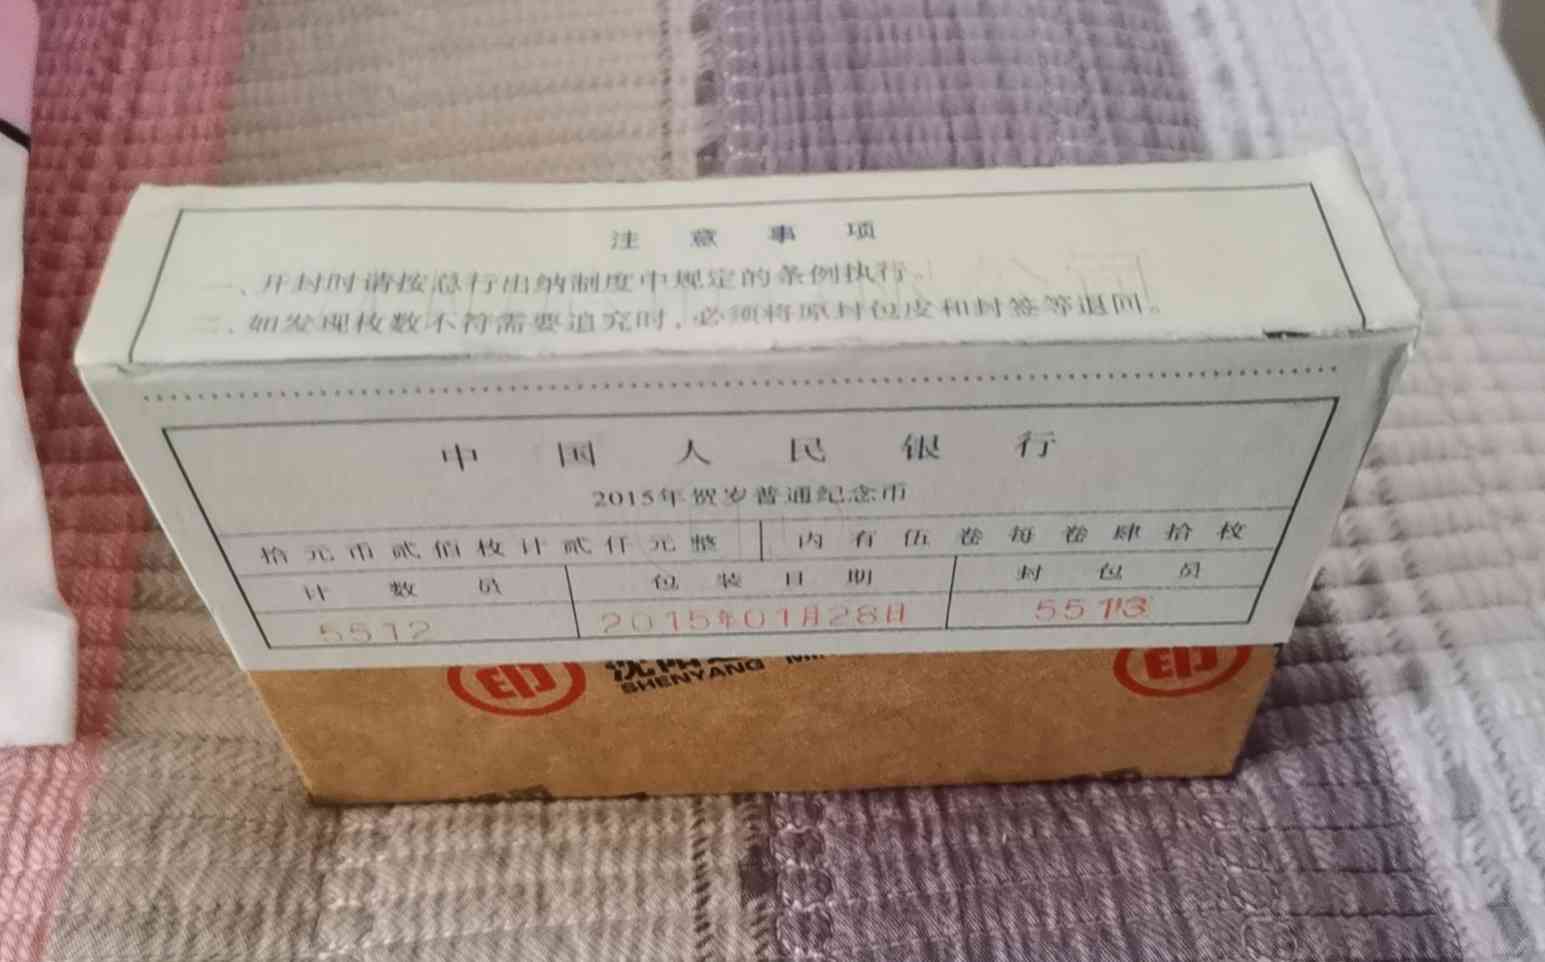 注意事项
一、开封时请按总行出纳制度中规定的条例执行。
二、如发现枚数不符需要追究时,必须将原封包皮和封签等退回。
中国人民银行
2015年贺岁普通纪念币
拾元币贰佰枚计贰仟元整 内有伍卷每卷肆拾枚
计数员 包装日期 封包员
5512 2015年01月28日 5513
印 沈阳 SHENYANG 印